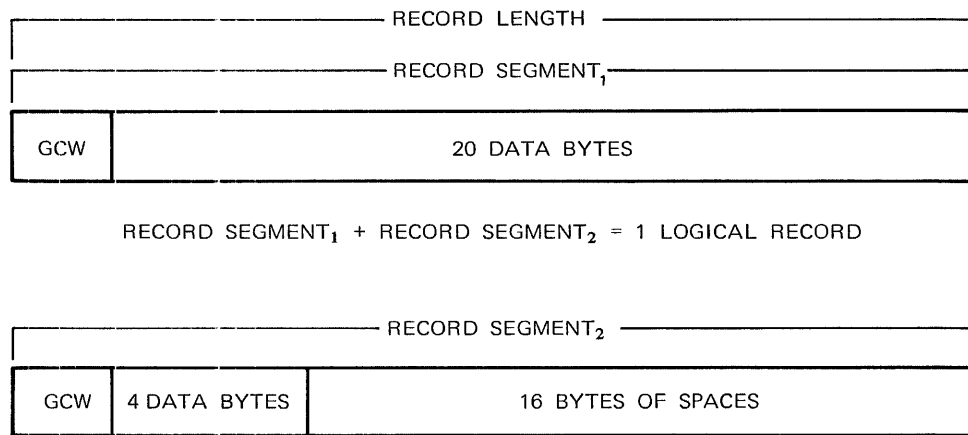 RECORD LENGTH
RECORD SEGMENT₁
GCW 20 DATA BYTES
RECORD SEGMENT₁ + RECORD SEGMENT₂ = 1 LOGICAL RECORD
RECORD SEGMENT₂
GCW 4 DATA BYTES 16 BYTES OF SPACES